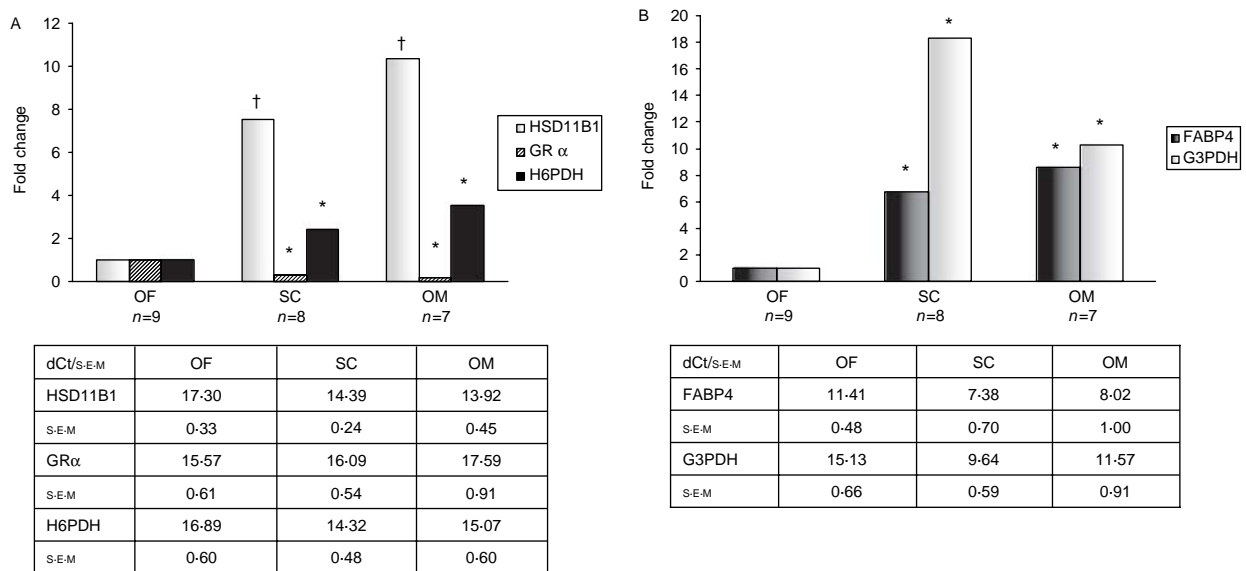 A
Fold change
12
10
8
6
4
2
0
†
†
*
*
*
*
HSD11B1
GR α
H6PDH
OF
SC
OM
n=9
n=8
n=7
dCt/S·E·M OF SC OM
HSD11B1 17·30 14·39 13·92
S·E·M 0·33 0·24 0·45
GRα 15·57 16·09 17·59
S·E·M 0·61 0·54 0·91
H6PDH 16·89 14·32 15·07
S·E·M 0·60 0·48 0·60
B
Fold change
20
18
16
14
12
10
8
6
4
2
0
*
*
*
*
FABP4
G3PDH
OF
SC
OM
n=9
n=8
n=7
dCt/S·E·M OF SC OM
FABP4 11·41 7·38 8·02
S·E·M 0·48 0·70 1·00
G3PDH 15·13 9·64 11·57
S·E·M 0·66 0·59 0·91